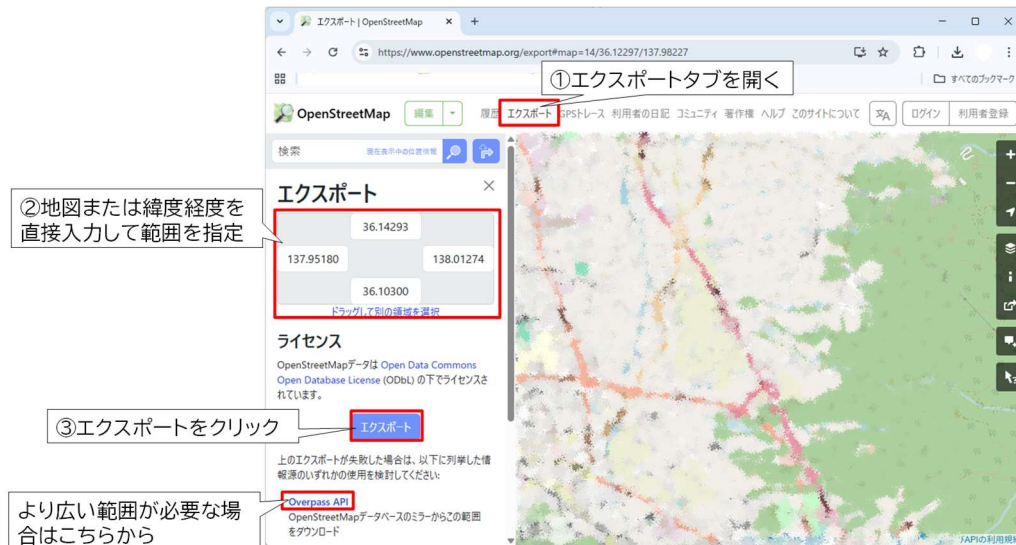 エクスポート | OpenStreetMap
https://www.openstreetmap.org/export#map=14/36.12297/137.98227
すべてのブックマーク
①エクスポートタブを開く
OpenStreetMap 編集 履歴 エクスポート GPSトレース 利用者の日記 コミュニティ 著作権 ヘルプ このサイトについて ログイン 利用者登録
検索 現在表示中の位置情報
エクスポート
②地図または緯度経度を
直接入力して範囲を指定
36.14293
137.95180 138.01274
36.10300
ドラッグして別の領域を選択
ライセンス
OpenStreetMapデータは Open Data Commons
Open Database License (ODbL) の下でライセンスさ
れています。
③エクスポートをクリック
エクスポート
上のエクスポートが失敗した場合は、以下に列挙した情
報源のいずれかの使用を検討してください:
より広い範囲が必要な場
合はこちらから
Overpass API
OpenStreetMapデータベースのミラーからこの範囲
をダウンロード